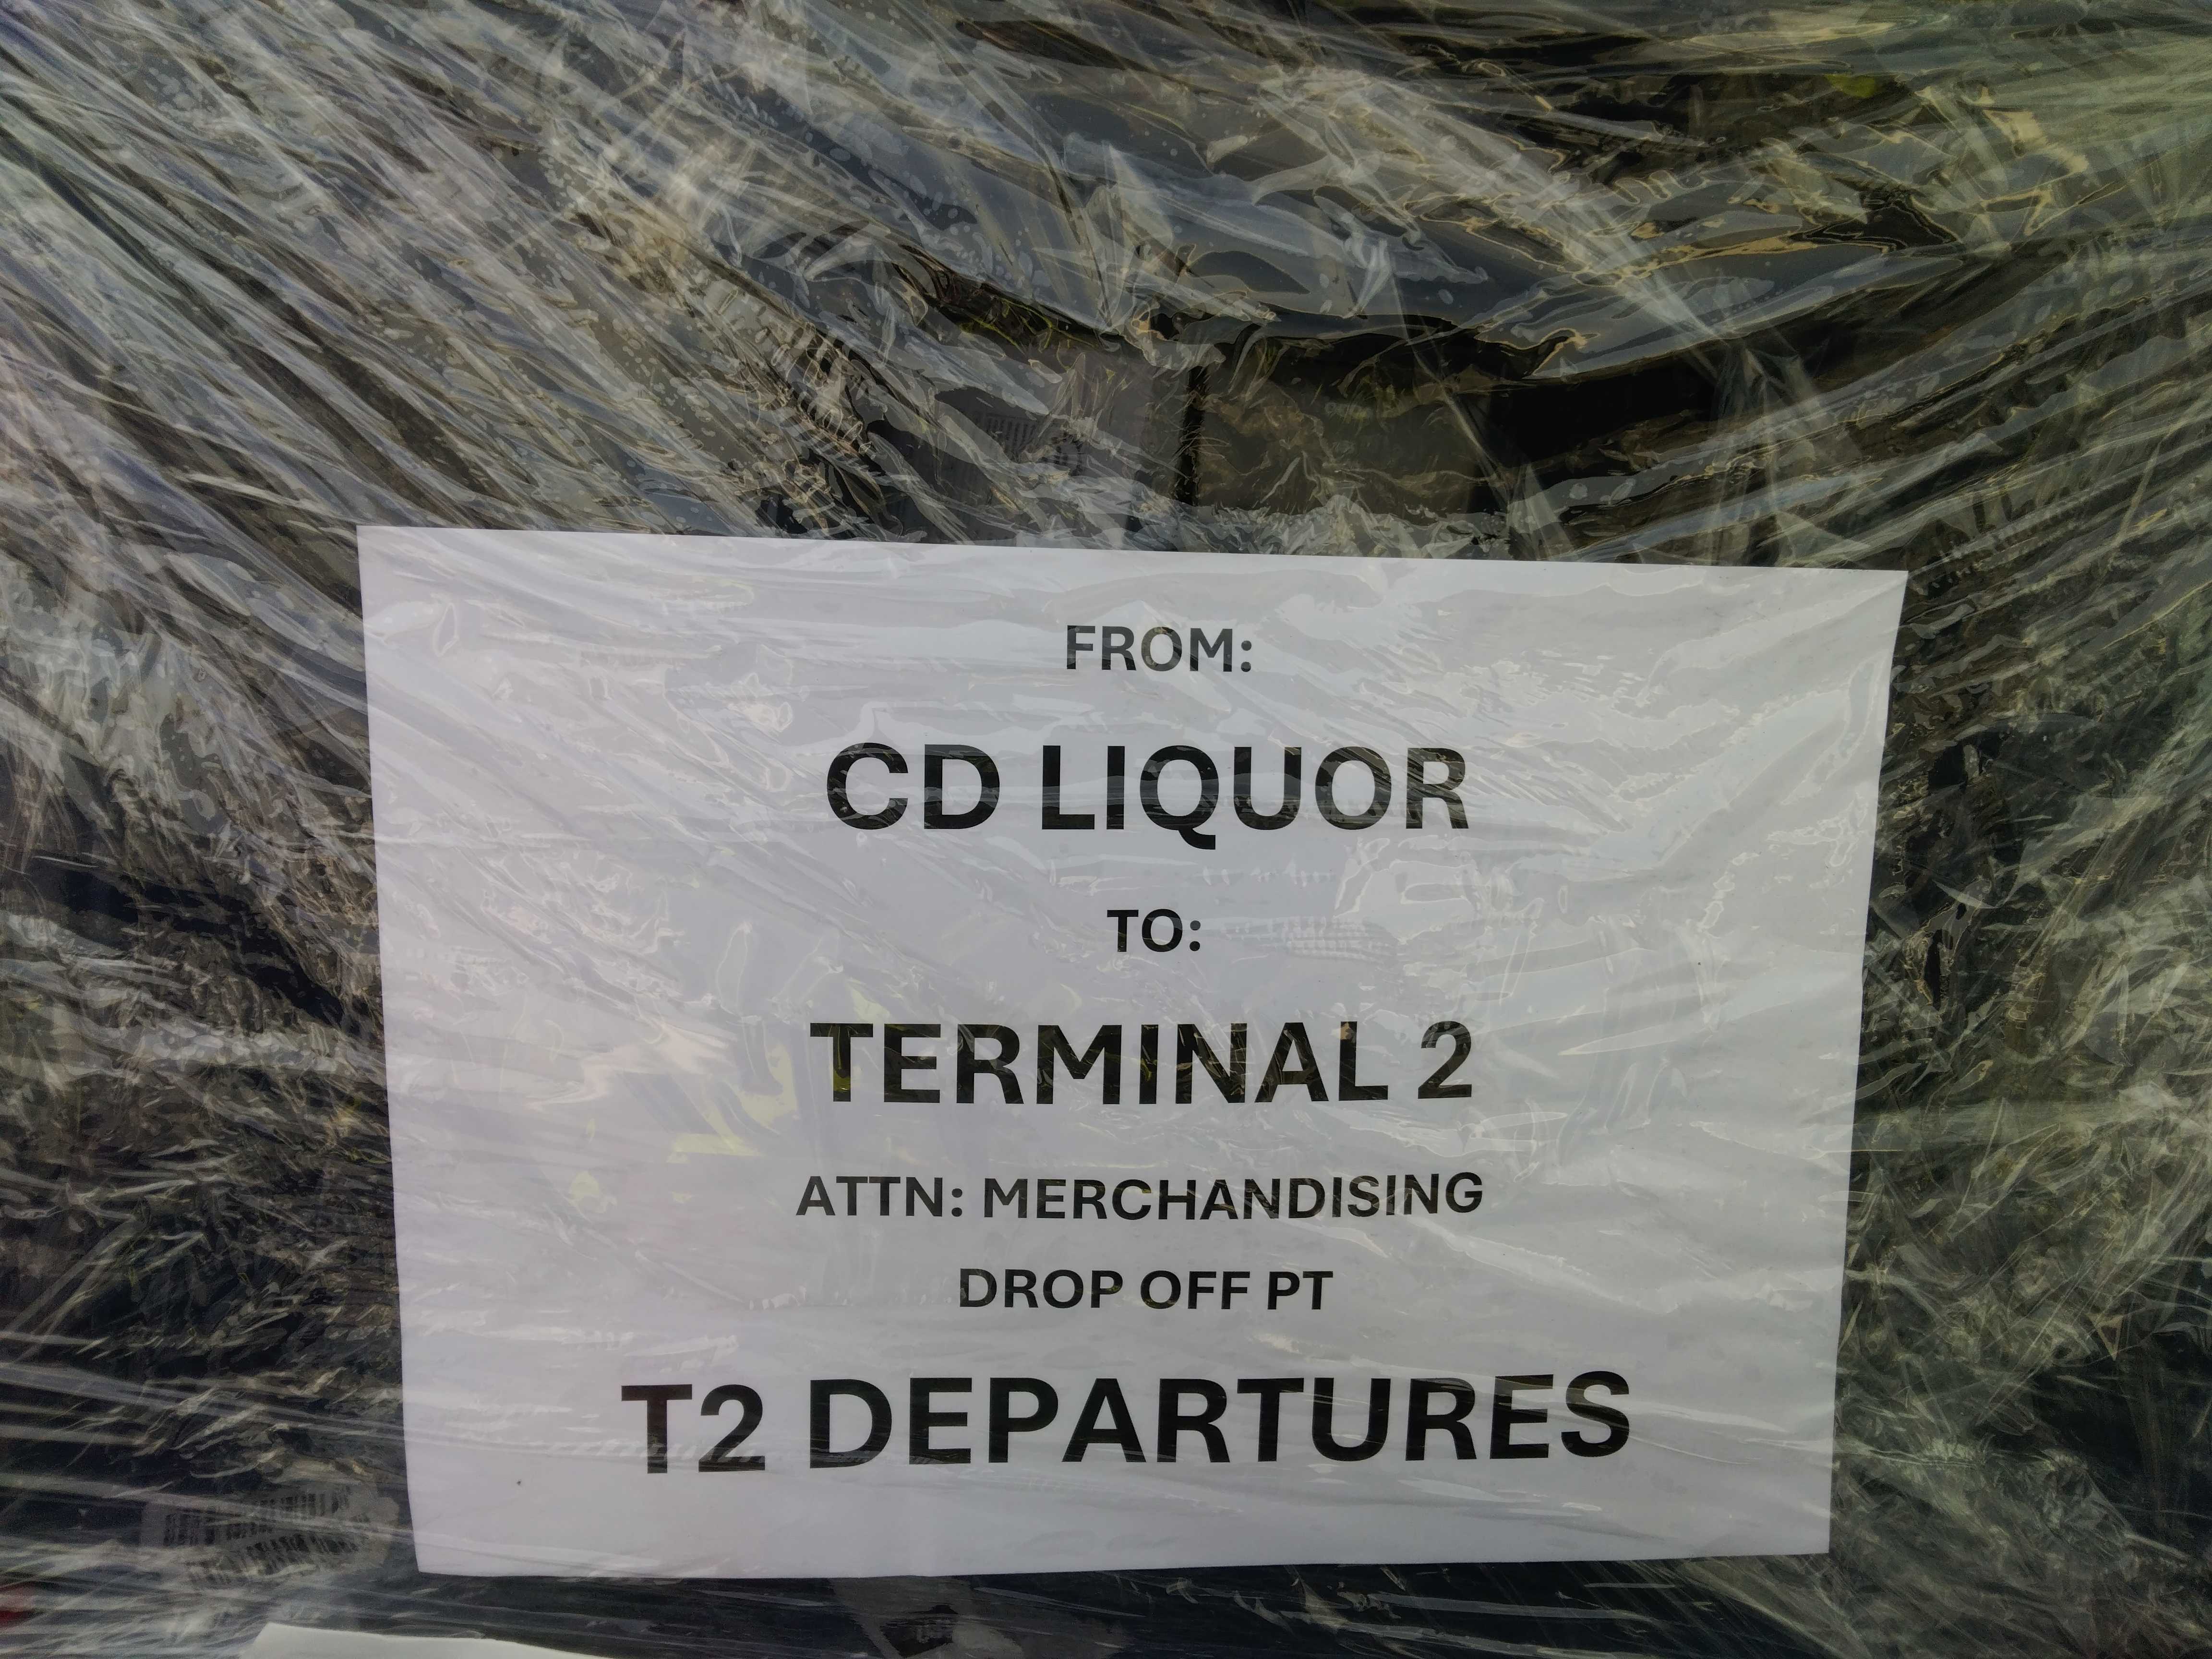 FROM:
CD LIQUOR
TO:
TERMINAL 2
ATTN: MERCHANDISING
DROP OFF PT
T2 DEPARTURES